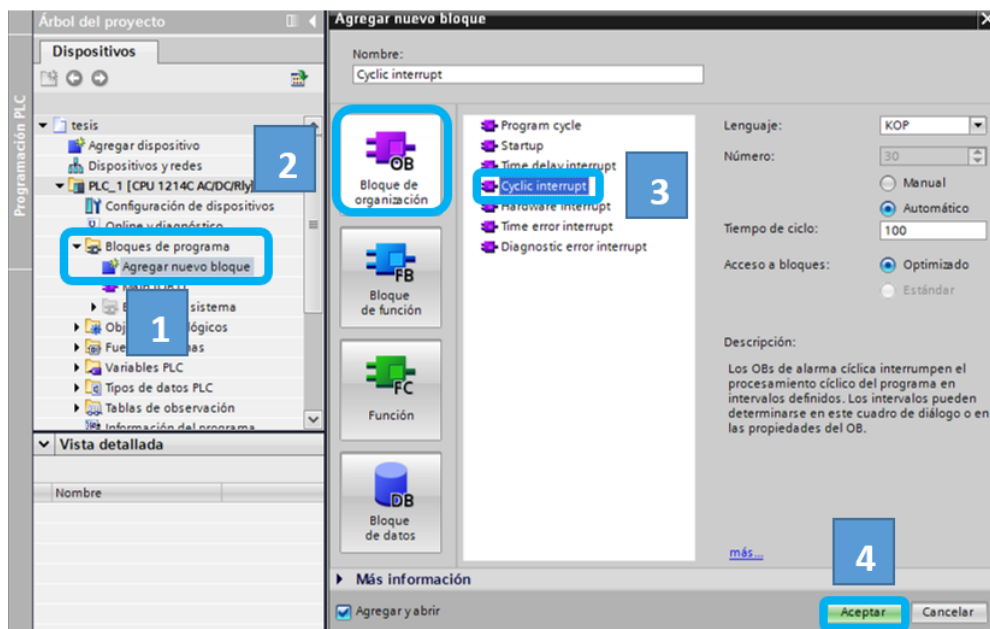 Programación PLC
Árbol del proyecto
Dispositivos
tesis
Agregar dispositivo
Dispositivos y redes
PLC_1 [CPU 1214C AC/DC/Rly]
Configuración de dispositivos
Online y diagnóstico
Bloques de programa
Agregar nuevo bloque
sistema
Variables PLC
Tipos de datos PLC
Tablas de observación
Información del programa
Vista detallada
Nombre
1
2
Agregar nuevo bloque
Nombre:
Cyclic interrupt
OB
Bloque de
organización
FB
Bloque
de función
FC
Función
DB
Bloque
de datos
Program cycle
Startup
Time delay interrupt
Cyclic interrupt
Hardware interrupt
Time error interrupt
Diagnostic error interrupt
3
Lenguaje: KOP
Número: 30
Manual
Automático
Tiempo de ciclo: 100
Acceso a bloques: Optimizado
Estándar
Descripción:
Los OBs de alarma cíclica interrumpen el
procesamiento cíclico del programa en
intervalos definidos. Los intervalos pueden
determinarse en este cuadro de diálogo o en
las propiedades del OB.
más...
4
Más información
Agregar y abrir
Aceptar
Cancelar